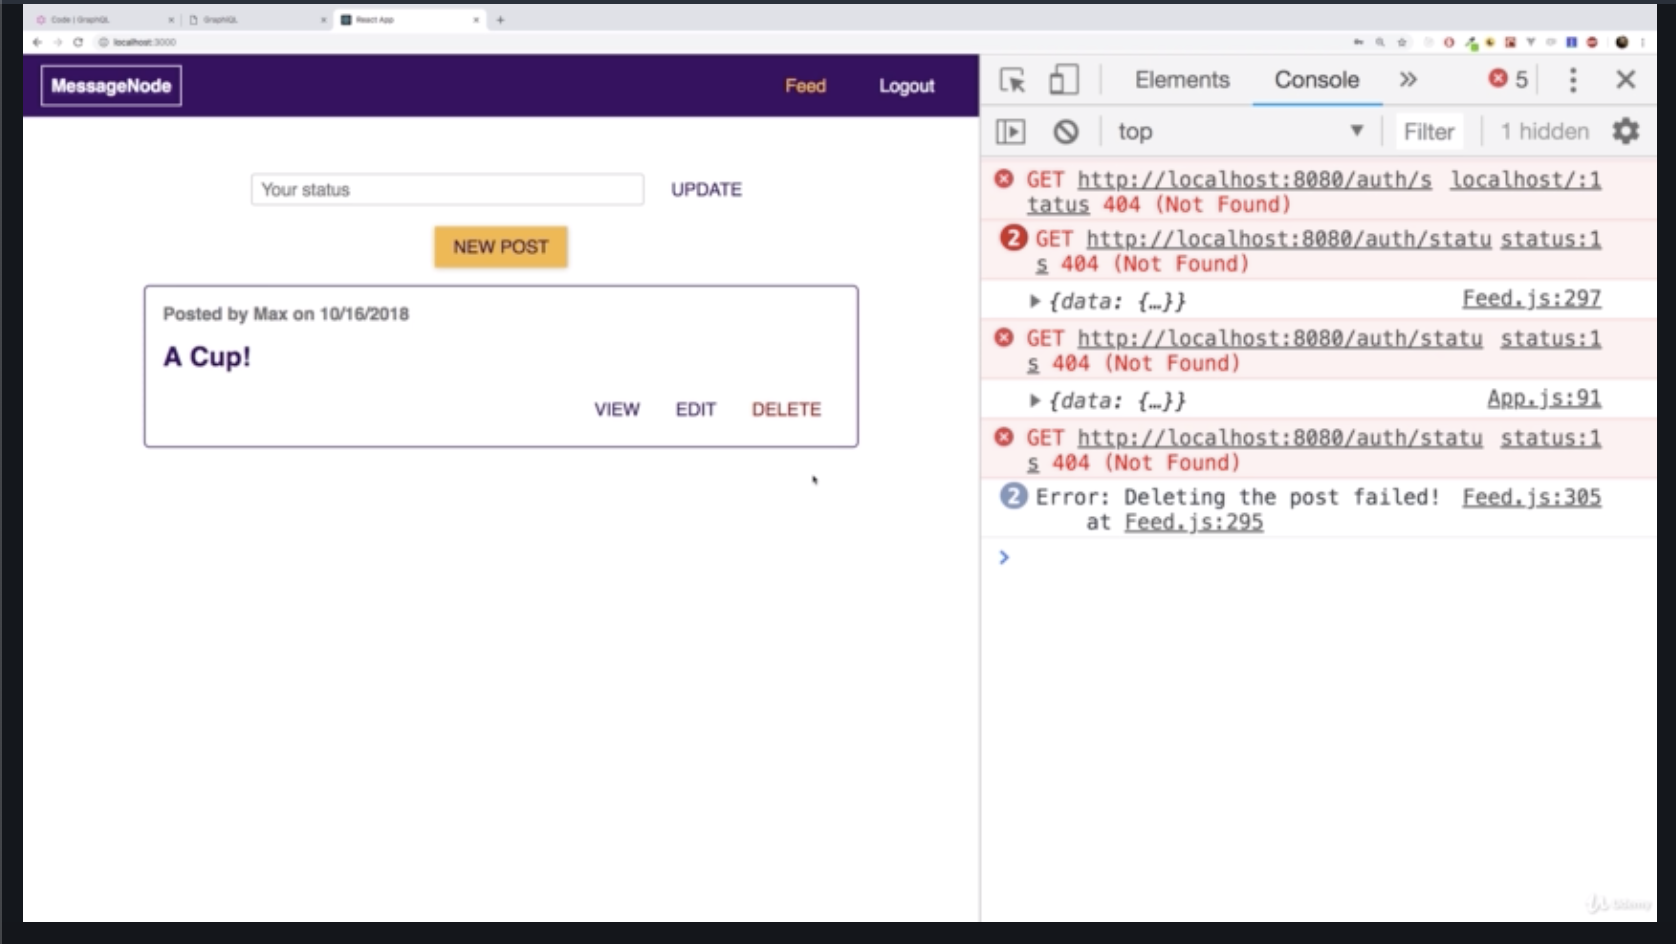 Code | GraphQL
GraphiQL
React App
localhost:3000
MessageNode
Feed
Logout
Your status
UPDATE
NEW POST
Posted by Max on 10/16/2018
A Cup!
VIEW
EDIT
DELETE
Elements
Console
5
top
Filter
1 hidden
GET http://localhost:8080/auth/s localhost/:1
tatus 404 (Not Found)
2 GET http://localhost:8080/auth/statu status:1
s 404 (Not Found)
{data: {…}} Feed.js:297
GET http://localhost:8080/auth/statu status:1
s 404 (Not Found)
{data: {…}} App.js:91
GET http://localhost:8080/auth/statu status:1
s 404 (Not Found)
2 Error: Deleting the post failed! Feed.js:305
at Feed.js:295
Udemy